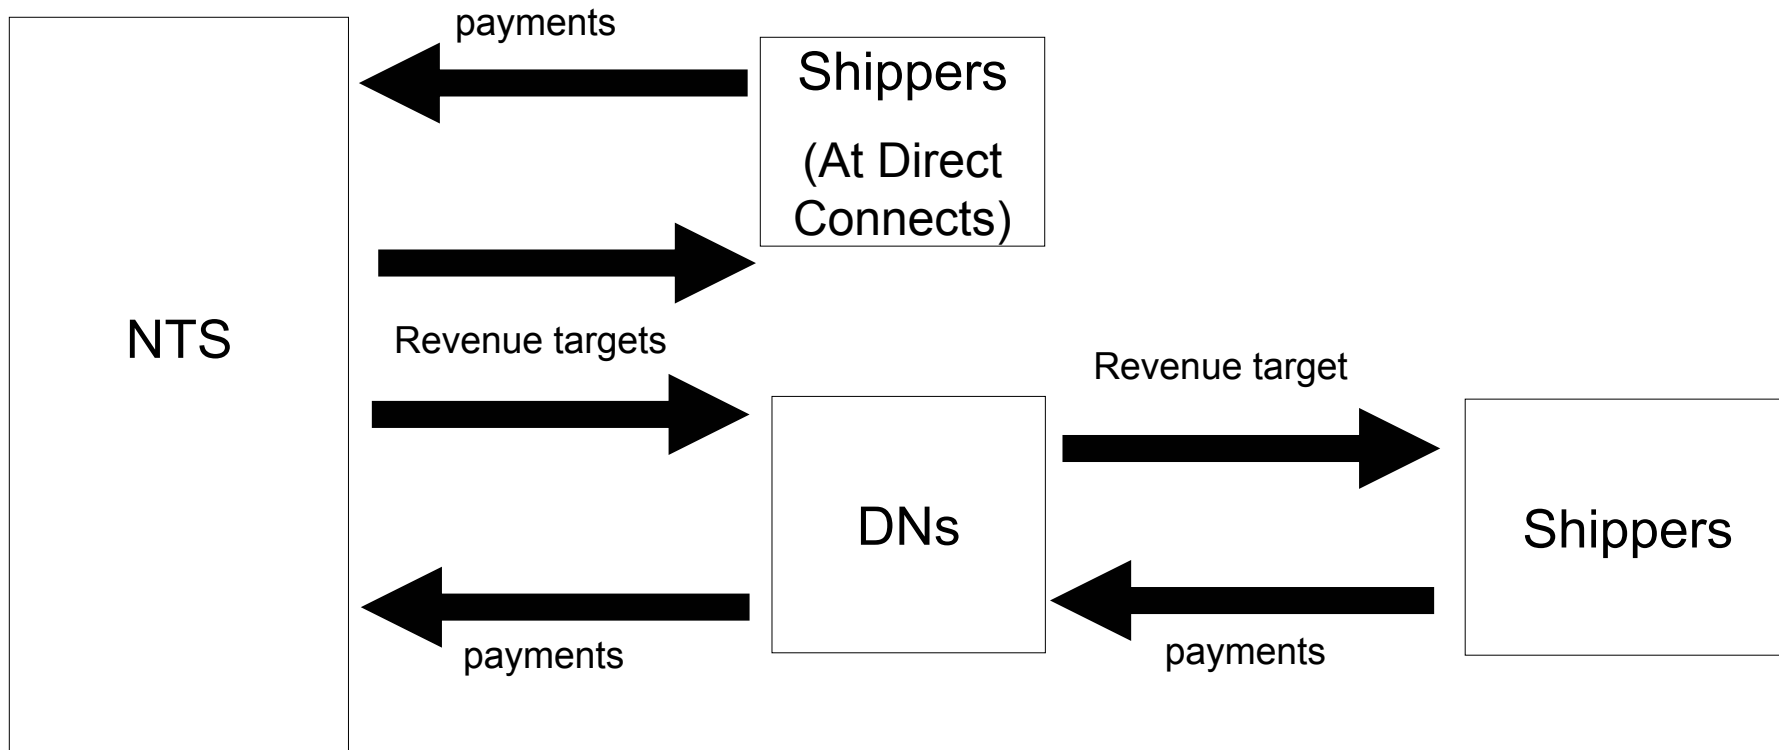 payments
Shippers
(At Direct
Connects)
NTS
Revenue targets
Revenue target
DNs
Shippers
payments
payments